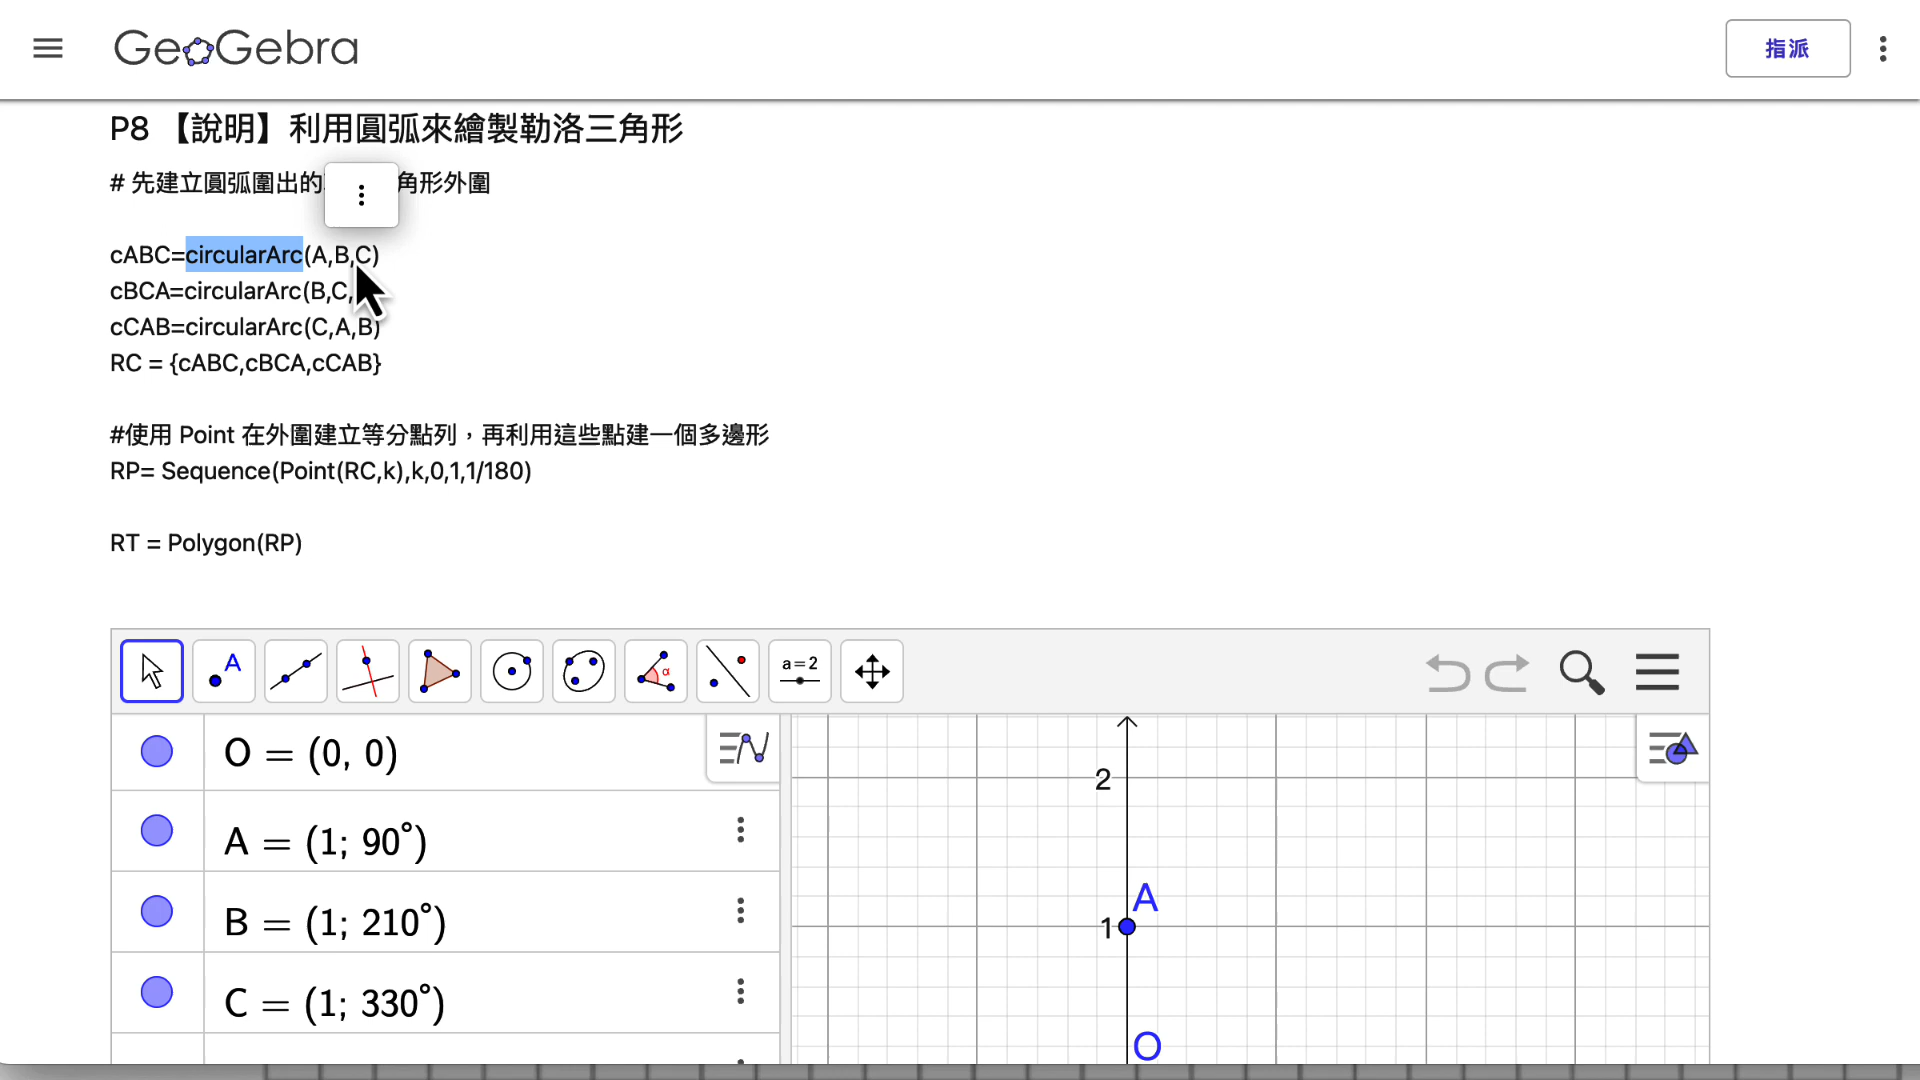 GeoGebra
指派
P8 【說明】利用圓弧來繪製勒洛三角形
# 先建立圓弧圍出的 角形外圍
cABC=circularArc(A,B,C)
cBCA=circularArc(B,C,
cCAB=circularArc(C,A,B)
RC = {cABC,cBCA,cCAB}
#使用 Point 在外圍建立等分點列，再利用這些點建一個多邊形
RP= Sequence(Point(RC,k),k,0,1,1/180)
RT = Polygon(RP)
A
α
a=2
O = (0, 0)
A = (1; 90°)
B = (1; 210°)
C = (1; 330°)
2
A
1
O